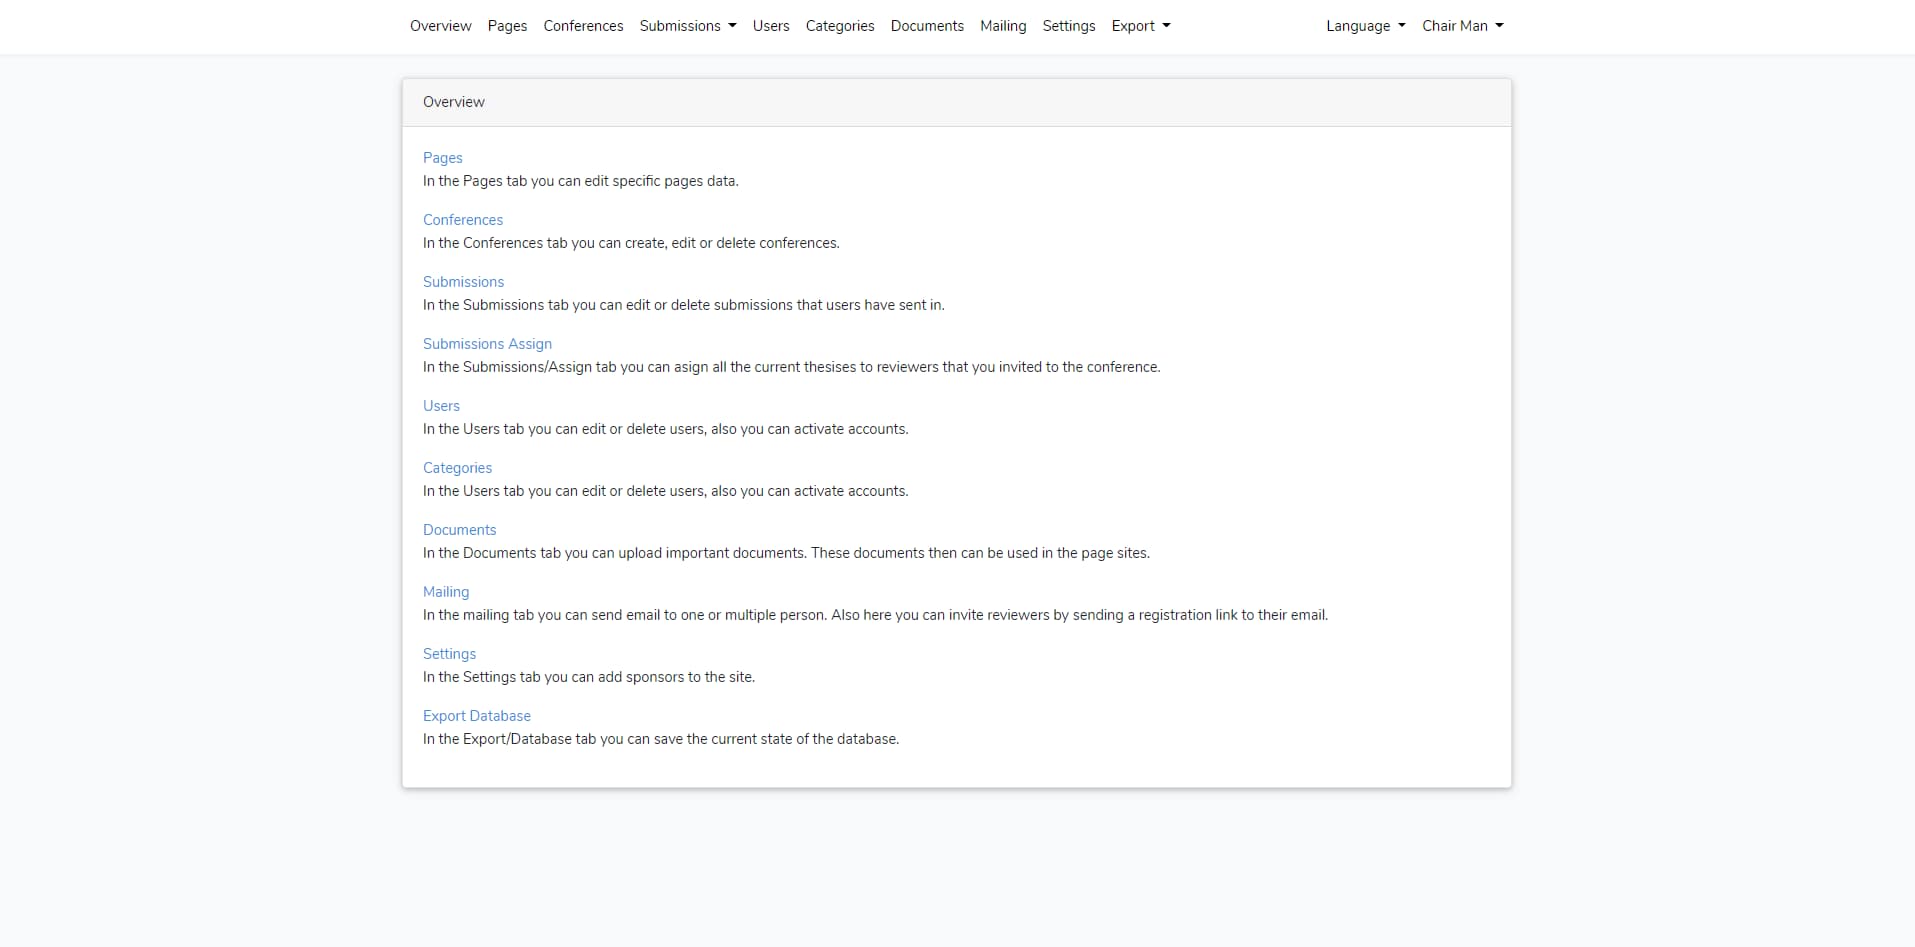 Overview Pages Conferences Submissions Users Categories Documents Mailing Settings Export Language Chair Man
Overview
Pages
In the Pages tab you can edit specific pages data.
Conferences
In the Conferences tab you can create, edit or delete conferences.
Submissions
In the Submissions tab you can edit or delete submissions that users have sent in.
Submissions Assign
In the Submissions/Assign tab you can asign all the current thesises to reviewers that you invited to the conference.
Users
In the Users tab you can edit or delete users, also you can activate accounts.
Categories
In the Users tab you can edit or delete users, also you can activate accounts.
Documents
In the Documents tab you can upload important documents. These documents then can be used in the page sites.
Mailing
In the mailing tab you can send email to one or multiple person. Also here you can invite reviewers by sending a registration link to their email.
Settings
In the Settings tab you can add sponsors to the site.
Export Database
In the Export/Database tab you can save the current state of the database.